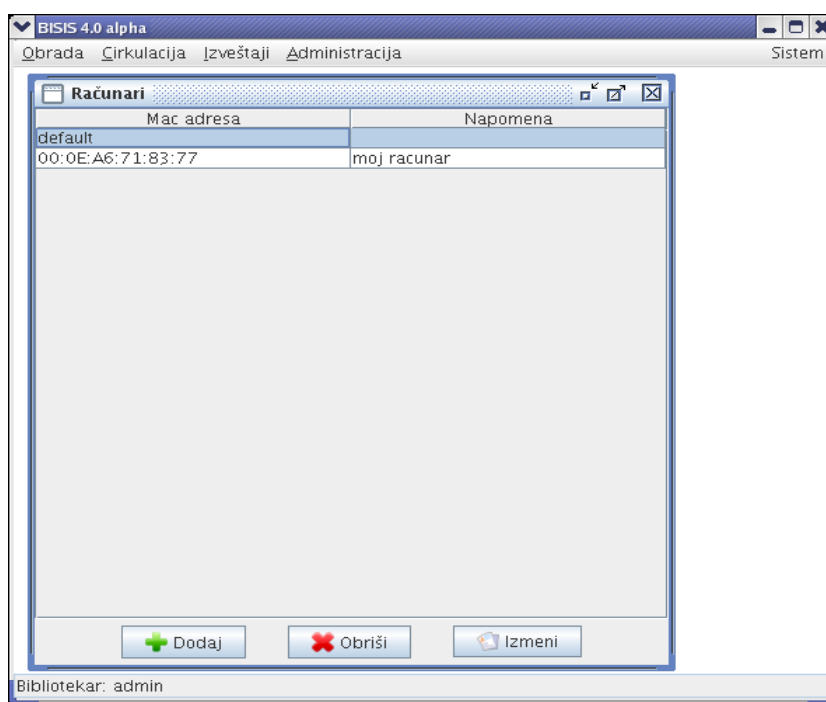 BISIS 4.0 alpha
Obrada Cirkulacija Izveštaji Administracija Sistem
Računari
Mac adresa Napomena
default
00:0E:A6:71:83:77 moj racunar
Dodaj Obriši Izmeni
Bibliotekar: admin